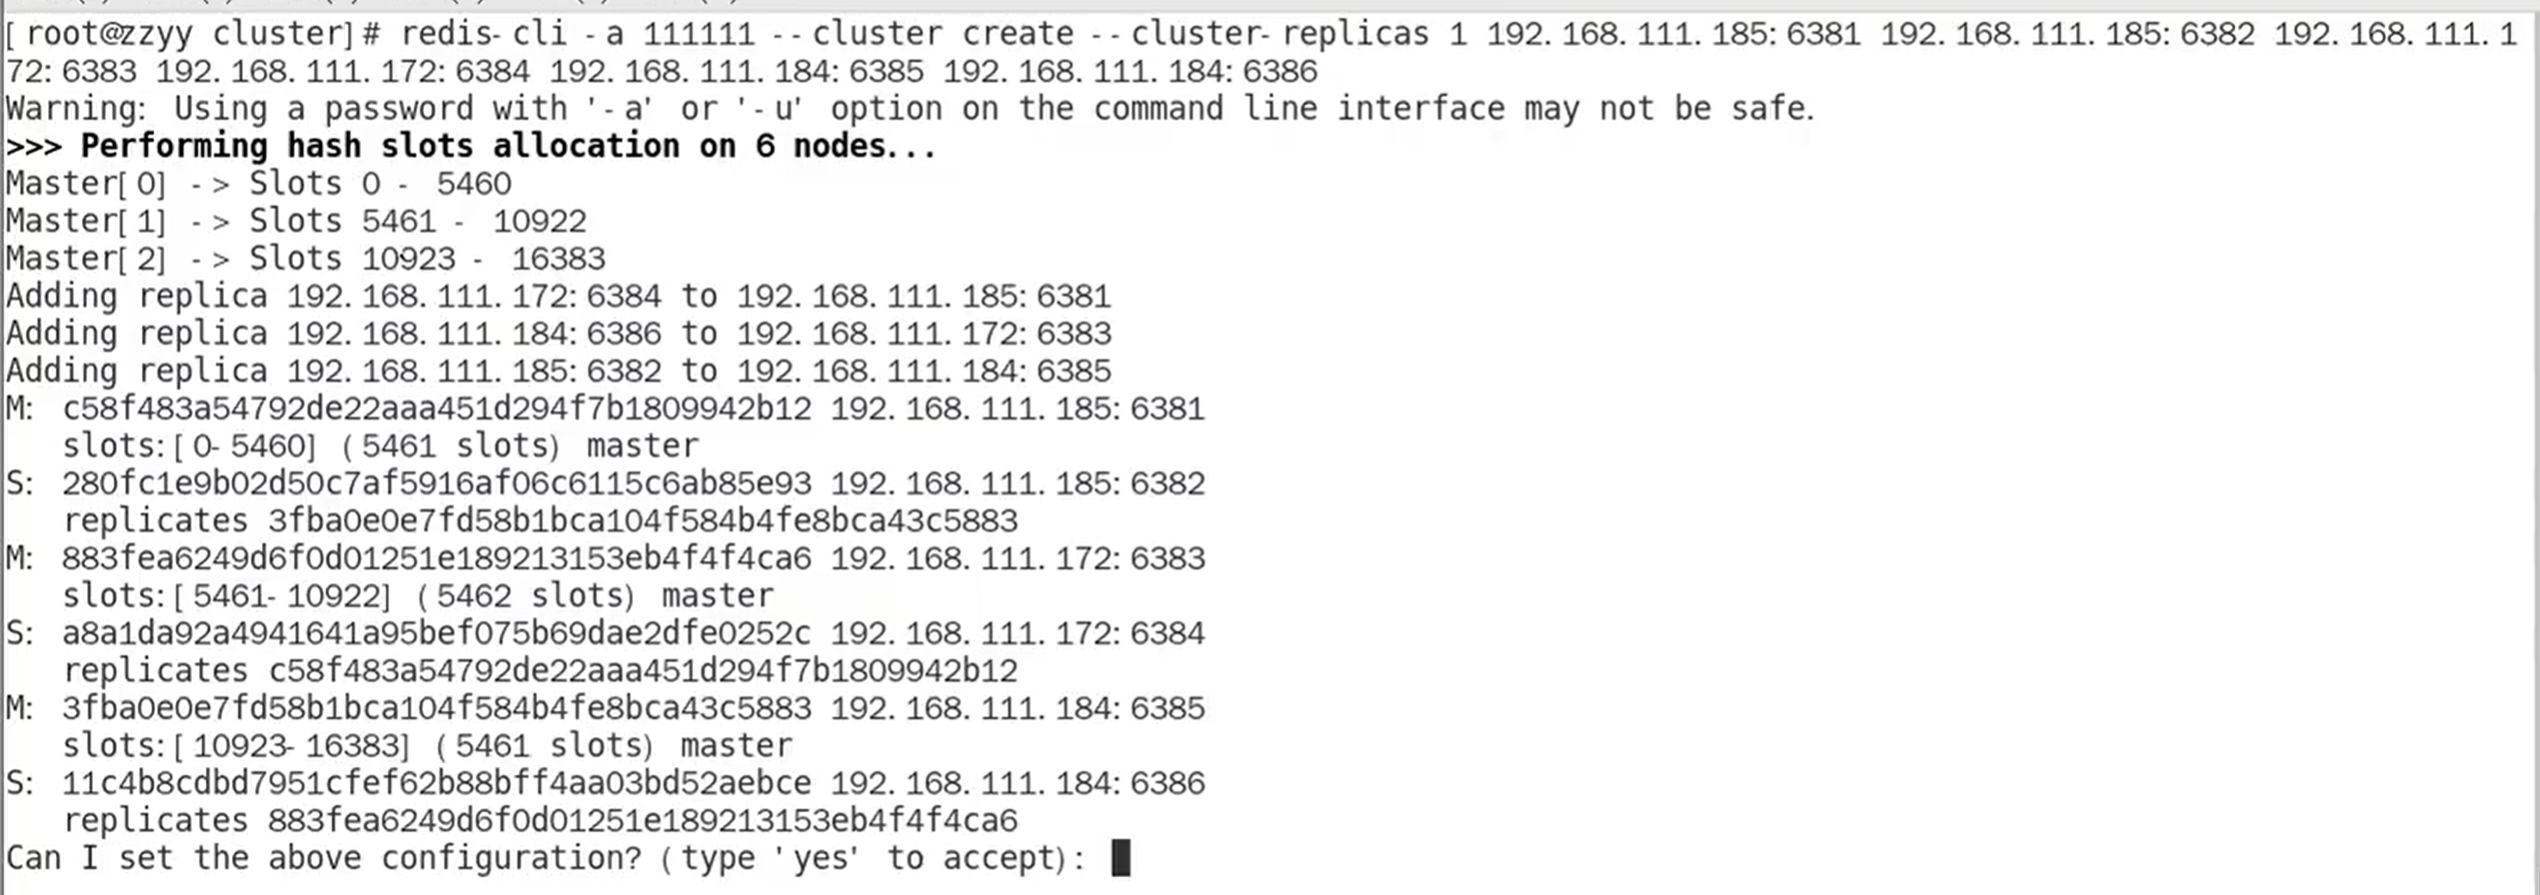 [root@zzyy cluster]# redis-cli -a 111111 --cluster create --cluster-replicas 1 192.168.111.185:6381 192.168.111.185:6382 192.168.111.1
72:6383 192.168.111.172:6384 192.168.111.184:6385 192.168.111.184:6386
Warning: Using a password with '-a' or '-u' option on the command line interface may not be safe.
>>> Performing hash slots allocation on 6 nodes...
Master[0] -> Slots 0 - 5460
Master[1] -> Slots 5461 - 10922
Master[2] -> Slots 10923 - 16383
Adding replica 192.168.111.172:6384 to 192.168.111.185:6381
Adding replica 192.168.111.184:6386 to 192.168.111.172:6383
Adding replica 192.168.111.185:6382 to 192.168.111.184:6385
M: c58f483a54792de22aaa451d294f7b1809942b12 192.168.111.185:6381
   slots:[0-5460] (5461 slots) master
S: 280fc1e9b02d50c7af5916af06c6115c6ab85e93 192.168.111.185:6382
   replicates 3fba0e0e7fd58b1bca104f584b4fe8bca43c5883
M: 883fea6249d6f0d01251e189213153eb4f4f4ca6 192.168.111.172:6383
   slots:[5461-10922] (5462 slots) master
S: a8a1da92a4941641a95bef075b69dae2dfe0252c 192.168.111.172:6384
   replicates c58f483a54792de22aaa451d294f7b1809942b12
M: 3fba0e0e7fd58b1bca104f584b4fe8bca43c5883 192.168.111.184:6385
   slots:[10923-16383] (5461 slots) master
S: 11c4b8cdbd7951cfef62b88bff4aa03bd52aebce 192.168.111.184:6386
   replicates 883fea6249d6f0d01251e189213153eb4f4f4ca6
Can I set the above configuration? (type 'yes' to accept):